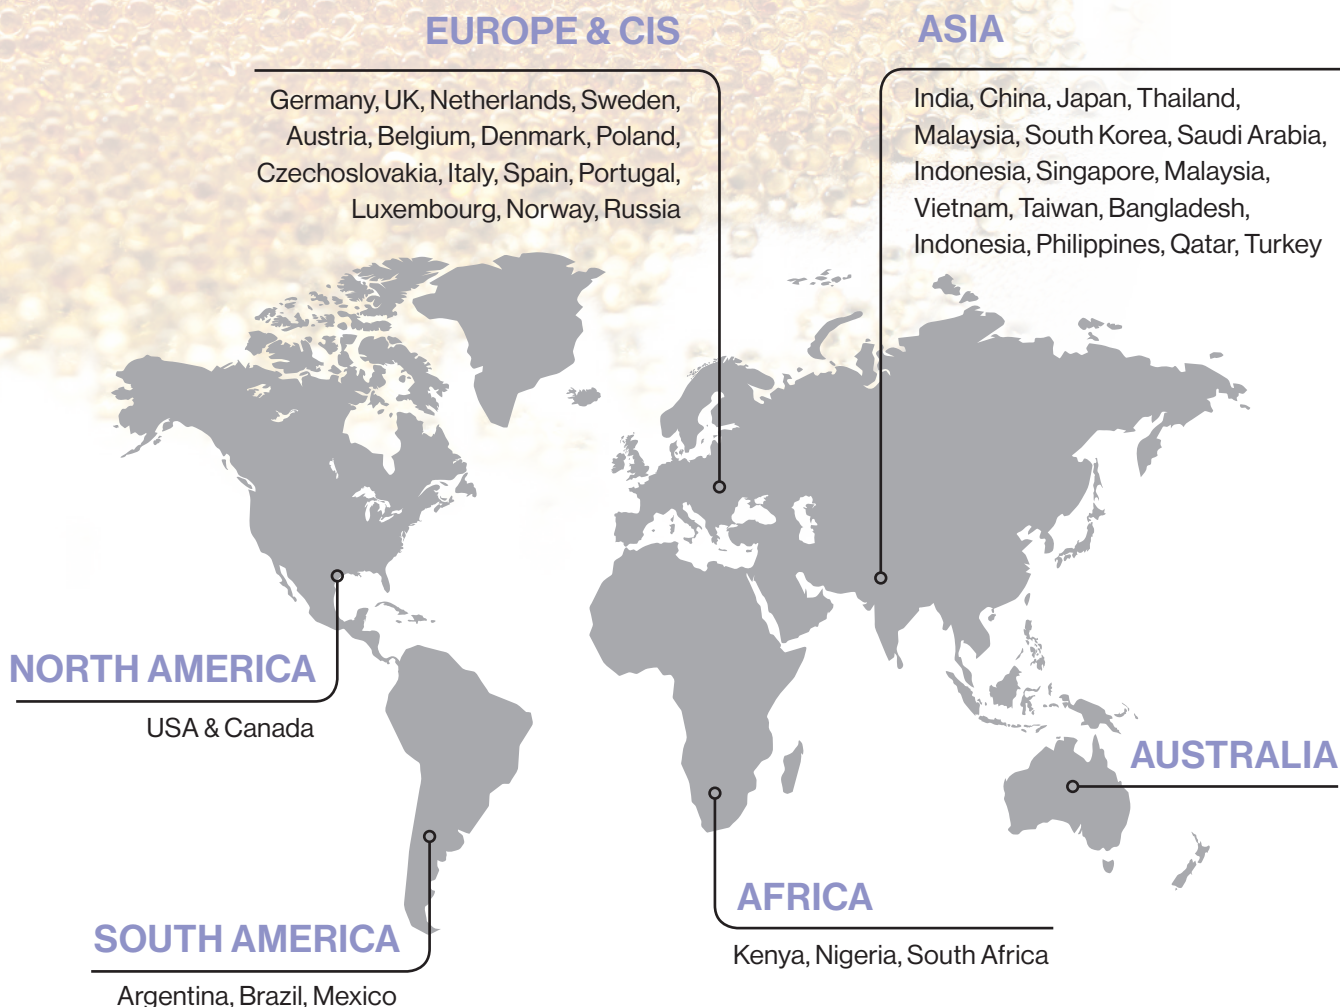 EUROPE & CIS
Germany, UK, Netherlands, Sweden,
Austria, Belgium, Denmark, Poland,
Czechoslovakia, Italy, Spain, Portugal,
Luxembourg, Norway, Russia
ASIA
India, China, Japan, Thailand,
Malaysia, South Korea, Saudi Arabia,
Indonesia, Singapore, Malaysia,
Vietnam, Taiwan, Bangladesh,
Indonesia, Philippines, Qatar, Turkey
NORTH AMERICA
USA & Canada
AUSTRALIA
AFRICA
Kenya, Nigeria, South Africa
SOUTH AMERICA
Argentina, Brazil, Mexico